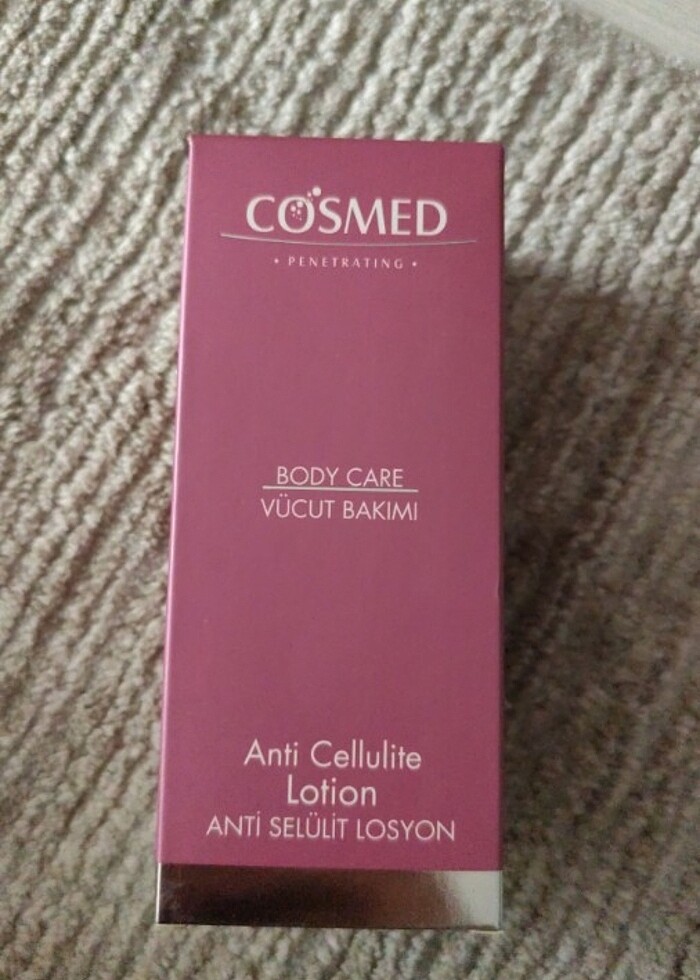 COSMED
• PENETRATING •
BODY CARE
VÜCUT BAKIMI
Anti Cellulite
Lotion
ANTİ SELÜLİT LOSYON